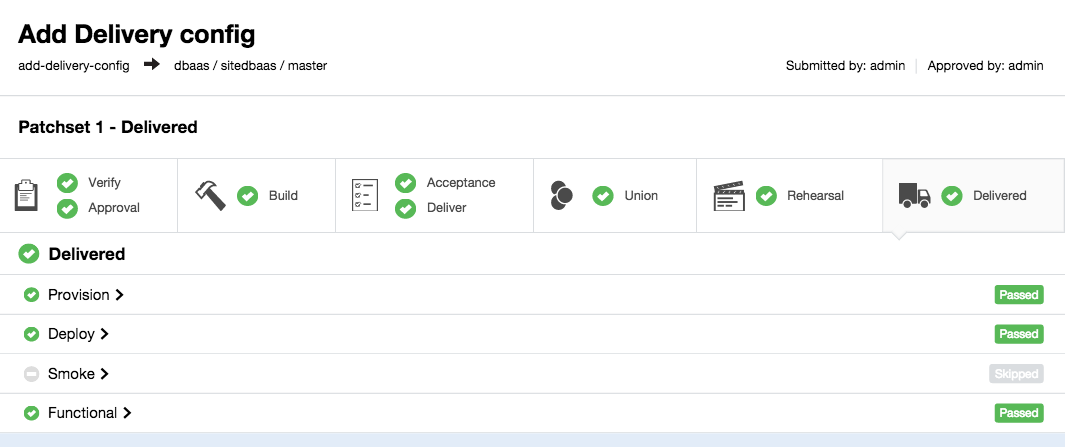 Add Delivery config
add-delivery-config dbaas / sitedbaas / master Submitted by: admin Approved by: admin
Patchset 1 - Delivered
Verify
Approval
Build
Acceptance
Deliver
Union
Rehearsal
Delivered
Delivered
Provision Passed
Deploy Passed
Smoke Skipped
Functional Passed